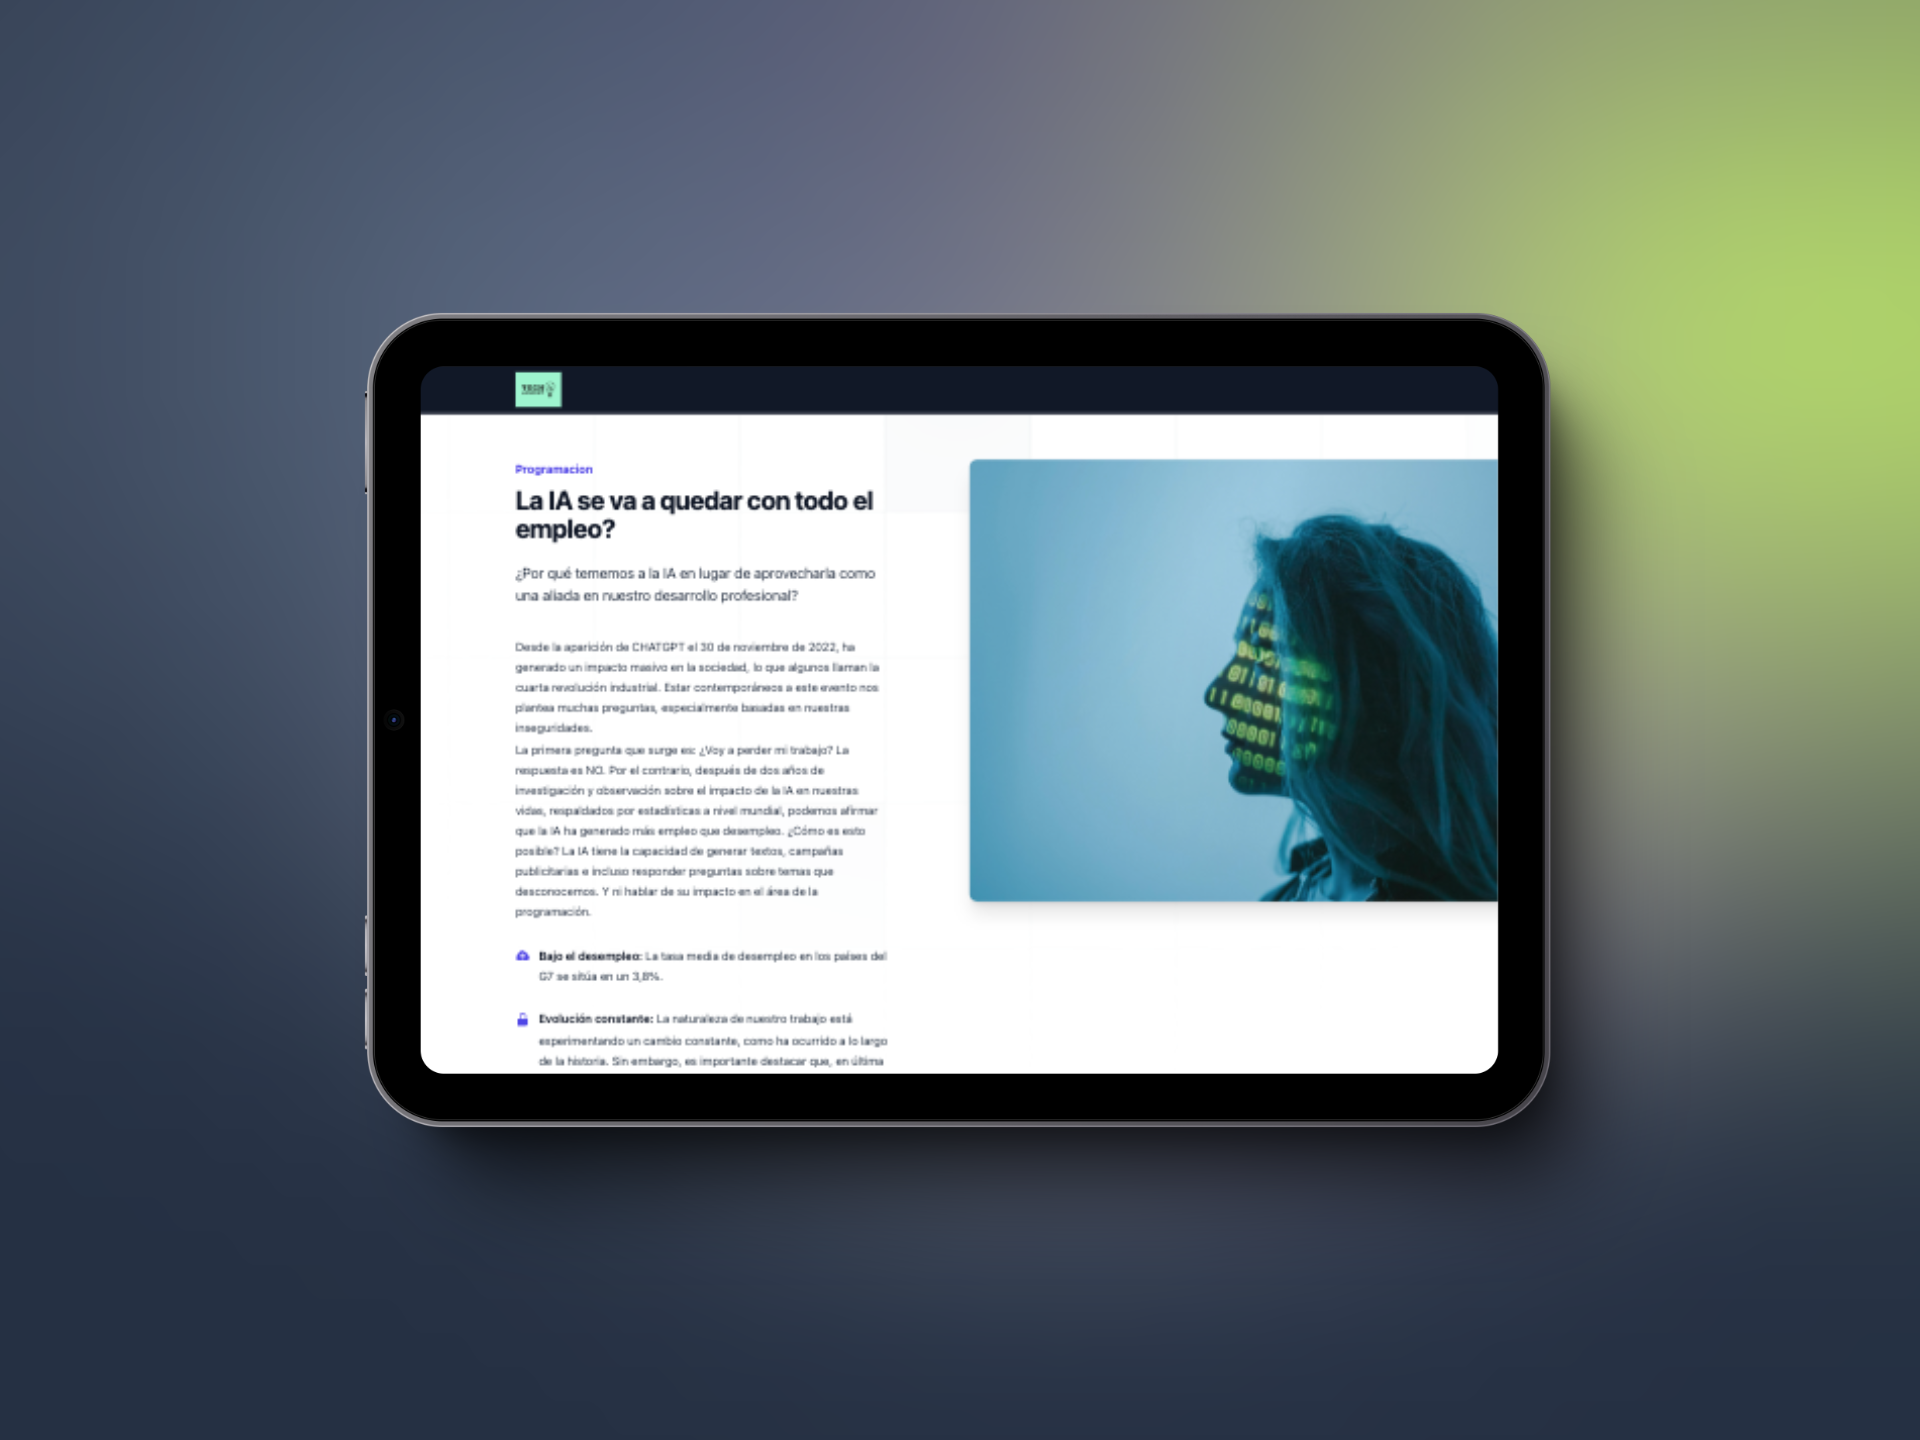 TECH
Programacion
La IA se va a quedar con todo el
empleo?
¿Por qué tememos a la IA en lugar de aprovecharla como
una aliada en nuestro desarrollo profesional?
Desde la aparición de CHATGPT el 30 de noviembre de 2022, ha
generado un impacto masivo en la sociedad, lo que algunos llaman la
cuarta revolución industrial. Estar contemporáneos a este evento nos
plantea muchas preguntas, especialmente basadas en nuestras
inseguridades.
La primera pregunta que surge es: ¿Voy a perder mi trabajo? La
respuesta es NO. Por el contrario, después de dos años de
investigación y observación sobre el impacto de la IA en nuestras
vidas, respaldados por estadísticas a nivel mundial, podemos afirmar
que la IA ha generado más empleo que desempleo. ¿Cómo es esto
posible? La IA tiene la capacidad de generar textos, campañas
publicitarias e incluso responder preguntas sobre temas que
desconocemos. Y ni hablar de su impacto en el área de la
programación.
Bajo el desempleo: La tasa media de desempleo en los países del
G7 se sitúa en un 3,8%.
Evolución constante: La naturaleza de nuestro trabajo está
experimentando un cambio constante, como ha ocurrido a lo largo
de la historia. Sin embargo, es importante destacar que, en última